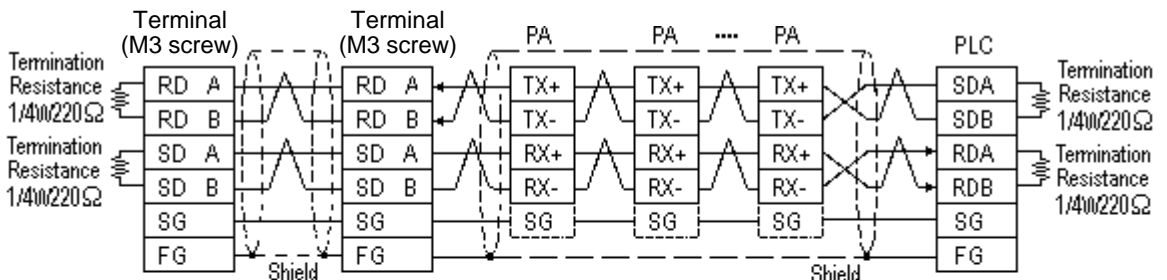 Terminal
(M3 screw)
Terminal
(M3 screw)
PA
PA
····
PA
PLC
Termination
Resistance
1/4W220Ω
Termination
Resistance
1/4W220Ω
RD A
RD B
SD A
SD B
SG
FG
Shield
RD A
RD B
SD A
SD B
SG
FG
TX+
TX-
RX+
RX-
SG
TX+
TX-
RX+
RX-
SG
TX+
TX-
RX+
RX-
SG
Shield
SDA
SDB
RDA
RDB
SG
FG
Termination
Resistance
1/4W220Ω
Termination
Resistance
1/4W220Ω